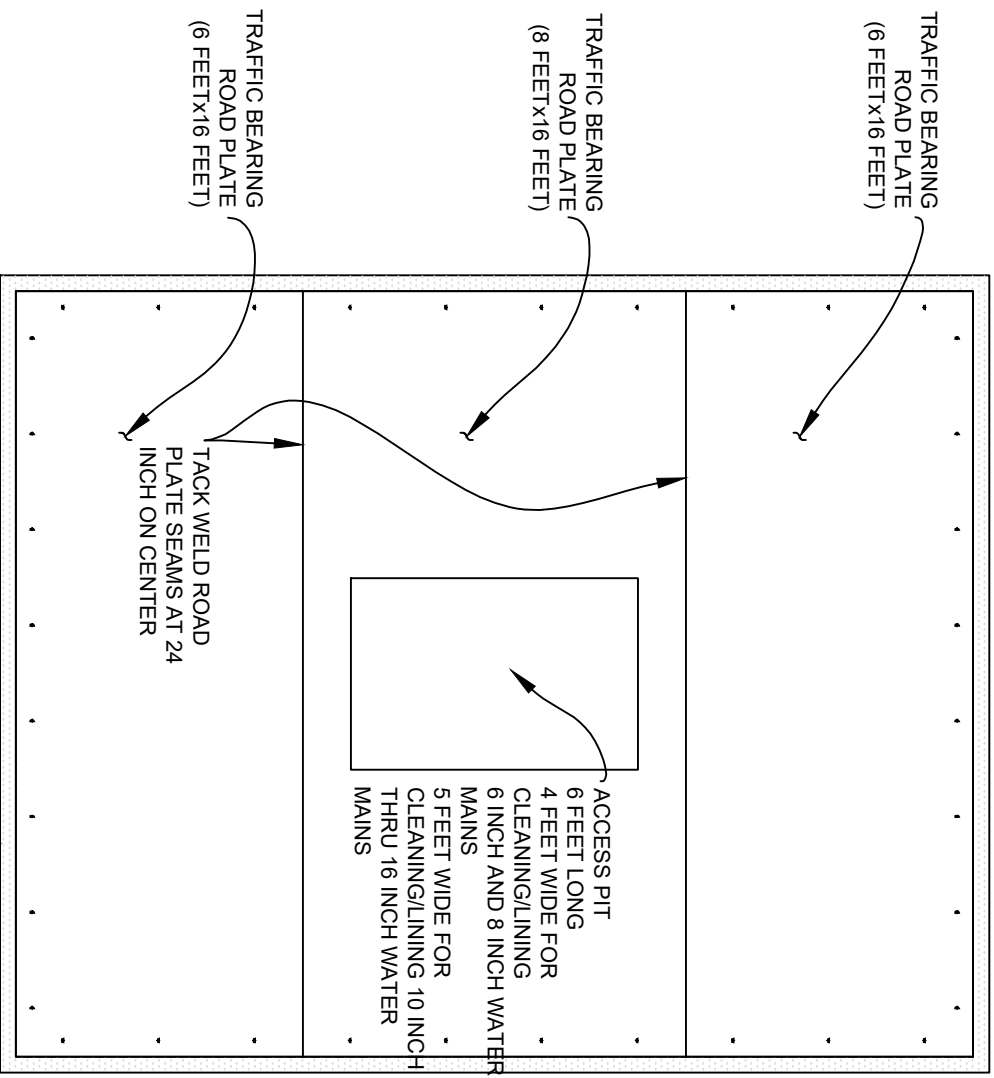 TRAFFIC BEARING
ROAD PLATE
(6 FEETx16 FEET)
TRAFFIC BEARING
ROAD PLATE
(8 FEETx16 FEET)
TRAFFIC BEARING
ROAD PLATE
(6 FEETx16 FEET)
TACK WELD ROAD
PLATE SEAMS AT 24
INCH ON CENTER
ACCESS PIT
6 FEET LONG
4 FEET WIDE FOR
CLEANING/LINING
6 INCH AND 8 INCH WATER
MAINS
5 FEET WIDE FOR
CLEANING/LINING 10 INCH
THRU 16 INCH WATER
MAINS